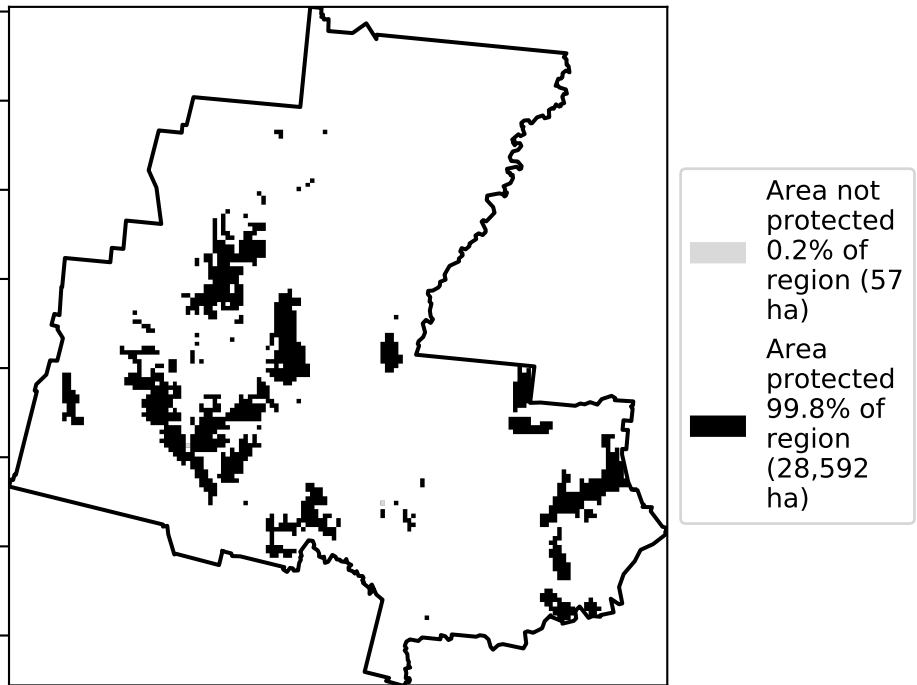 Area not
protected
0.2% of
region (57
ha)
Area
protected
99.8% of
region
(28,592
ha)